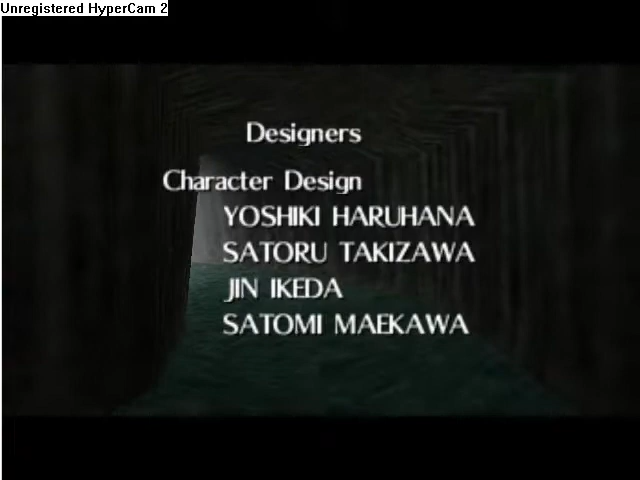 Unregistered HyperCam 2
Designers
Character Design
YOSHIKI HARUHANA
SATORU TAKIZAWA
JIN IKEDA
SATOMI MAEKAWA